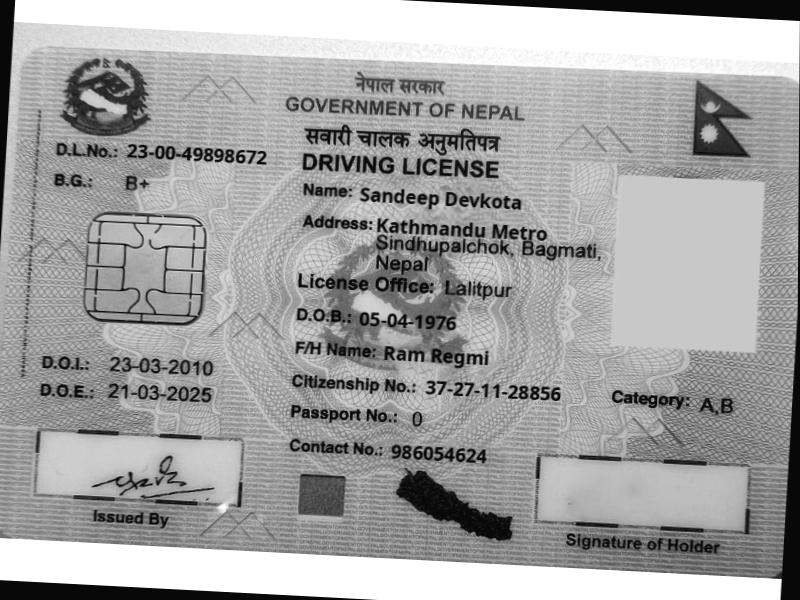 नेपाल सरकार
GOVERNMENT OF NEPAL
सवारी चालक अनुमतिपत्र
DRIVING LICENSE
D.L.No.: 23-00-49898672
B.G.: B+
Name: Sandeep Devkota
Address: Kathmandu Metro
Sindhupalchok, Bagmati,
Nepal
License Office: Lalitpur
D.O.B.: 05-04-1976
F/H Name: Ram Regmi
D.O.I.: 23-03-2010
D.O.E.: 21-03-2025
Citizenship No.: 37-27-11-28856
Category: A,B
Passport No.: 0
Contact No.: 986054624
Issued By
Signature of Holder